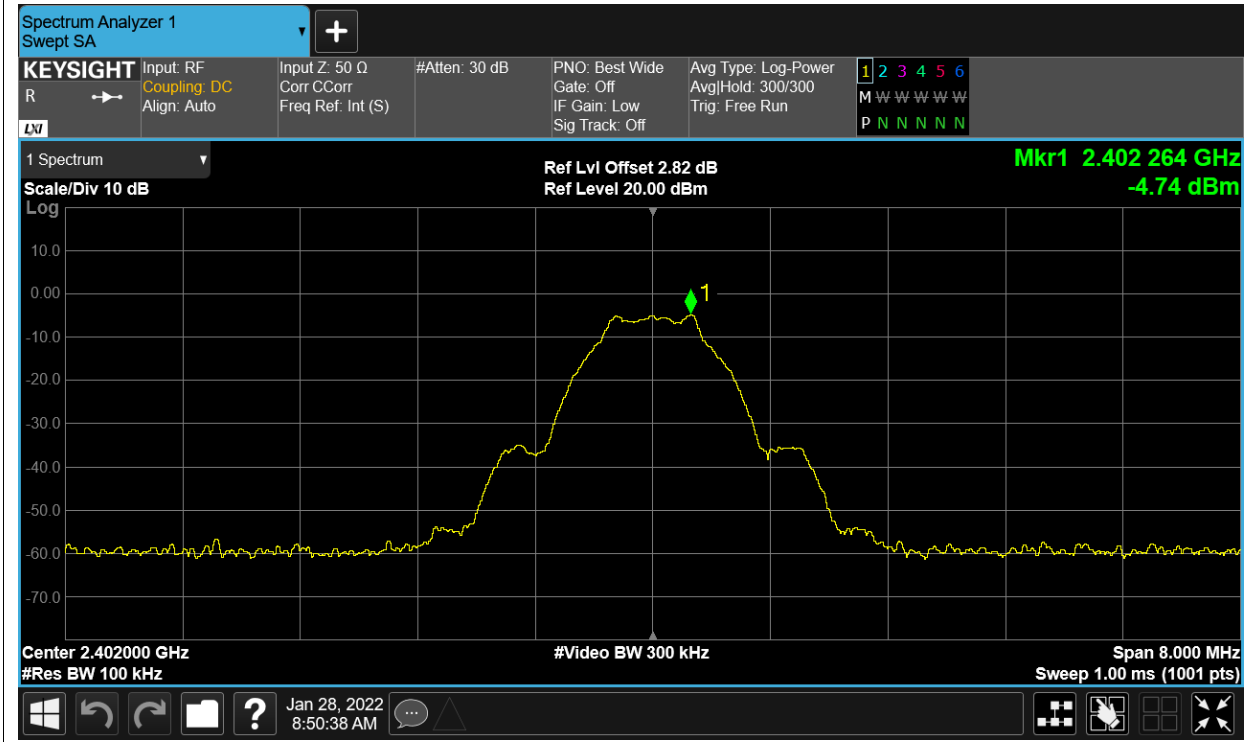 Spectrum Analyzer 1
Swept SA
+
KEYSIGHT
R
LXI
Input: RF
Coupling: DC
Align: Auto
Input Z: 50 Ω
Corr CCorr
Freq Ref: Int (S)
#Atten: 30 dB
PNO: Best Wide
Gate: Off
IF Gain: Low
Sig Track: Off
Avg Type: Log-Power
Avg|Hold: 300/300
Trig: Free Run
1 2 3 4 5 6
M W W W W W
P N N N N N
1 Spectrum
Scale/Div 10 dB
Log
Ref Lvl Offset 2.82 dB
Ref Level 20.00 dBm
Mkr1 2.402 264 GHz
-4.74 dBm
10.0
0.00
-10.0
-20.0
-30.0
-40.0
-50.0
-60.0
-70.0
1
Center 2.402000 GHz
#Res BW 100 kHz
#Video BW 300 kHz
Span 8.000 MHz
Sweep 1.00 ms (1001 pts)
?
Jan 28, 2022
8:50:38 AM